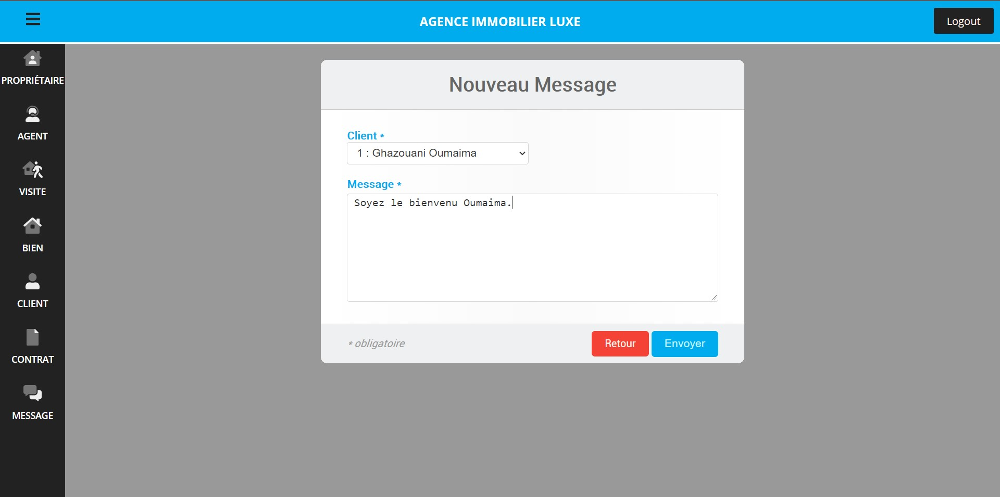 AGENCE IMMOBILIER LUXE
Logout
PROPRIÉTAIRE
AGENT
VISITE
BIEN
CLIENT
CONTRAT
MESSAGE
Nouveau Message
Client *
1 : Ghazouani Oumaima
Message *
Soyez le bienvenu Oumaima.
* obligatoire
Retour
Envoyer